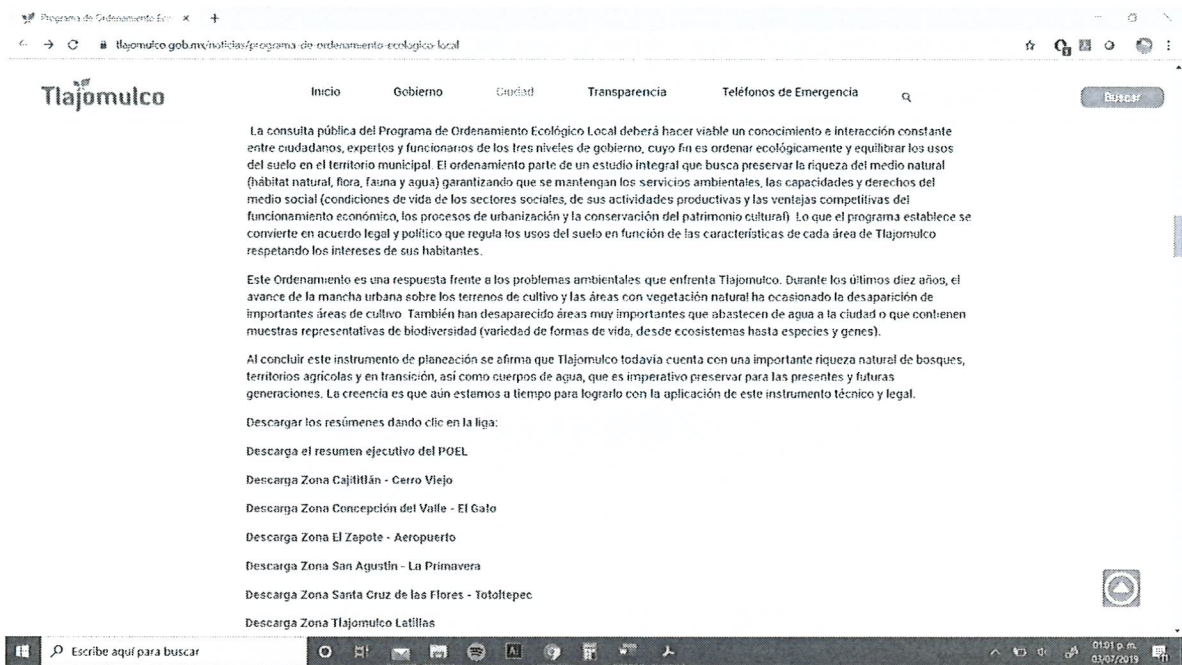 Programa de Ordenamiento Eco
tlajomulco.gob.mx/noticias/programa-de-ordenamiento-ecologico-local
Tlajomulco
Inicio Gobierno Ciudad Transparencia Teléfonos de Emergencia Buscar
La consulta pública del Programa de Ordenamiento Ecológico Local deberá hacer viable un conocimiento e interacción constante
entre ciudadanos, expertos y funcionarios de los tres niveles de gobierno, cuyo fin es ordenar ecológicamente y equilibrar los usos
del suelo en el territorio municipal. El ordenamiento parte de un estudio integral que busca preservar la riqueza del medio natural
(hábitat natural, flora, fauna y agua) garantizando que se mantengan los servicios ambientales, las capacidades y derechos del
medio social (condiciones de vida de los sectores sociales, de sus actividades productivas y las ventajas competitivas del
funcionamiento económico, los procesos de urbanización y la conservación del patrimonio cultural). Lo que el programa establece se
convierte en acuerdo legal y político que regula los usos del suelo en función de las características de cada área de Tlajomulco
respetando los intereses de sus habitantes.
Este Ordenamiento es una respuesta frente a los problemas ambientales que enfrenta Tlajomulco. Durante los últimos diez años, el
avance de la mancha urbana sobre los terrenos de cultivo y las áreas con vegetación natural ha ocasionado la desaparición de
importantes áreas de cultivo. También han desaparecido áreas muy importantes que abastecen de agua a la ciudad o que contienen
muestras representativas de biodiversidad (variedad de formas de vida, desde ecosistemas hasta especies y genes).
Al concluir este instrumento de planeación se afirma que Tlajomulco todavía cuenta con una importante riqueza natural de bosques,
territorios agrícolas y en transición, así como cuerpos de agua, que es imperativo preservar para las presentes y futuras
generaciones. La creencia es que aún estamos a tiempo para lograrlo con la aplicación de este instrumento técnico y legal.
Descargar los resúmenes dando clic en la liga:
Descarga el resumen ejecutivo del POEL
Descarga Zona Cajititlán - Cerro Viejo
Descarga Zona Concepción del Valle - El Gato
Descarga Zona El Zapote - Aeropuerto
Descarga Zona San Agustín - La Primavera
Descarga Zona Santa Cruz de las Flores - Totoltepec
Descarga Zona Tlajomulco Latillas
Escribe aquí para buscar
01:01 p.m.
03/07/2019